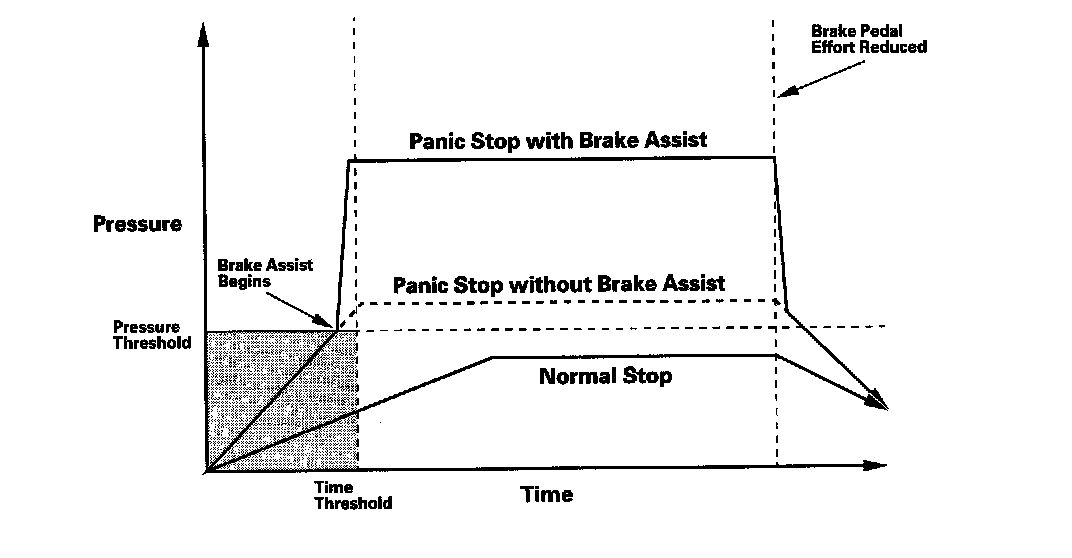 Brake Pedal
Effort Reduced
Panic Stop with Brake Assist
Pressure
Brake Assist
Begins
Panic Stop without Brake Assist
Pressure
Threshold
Normal Stop
Time
Threshold
Time